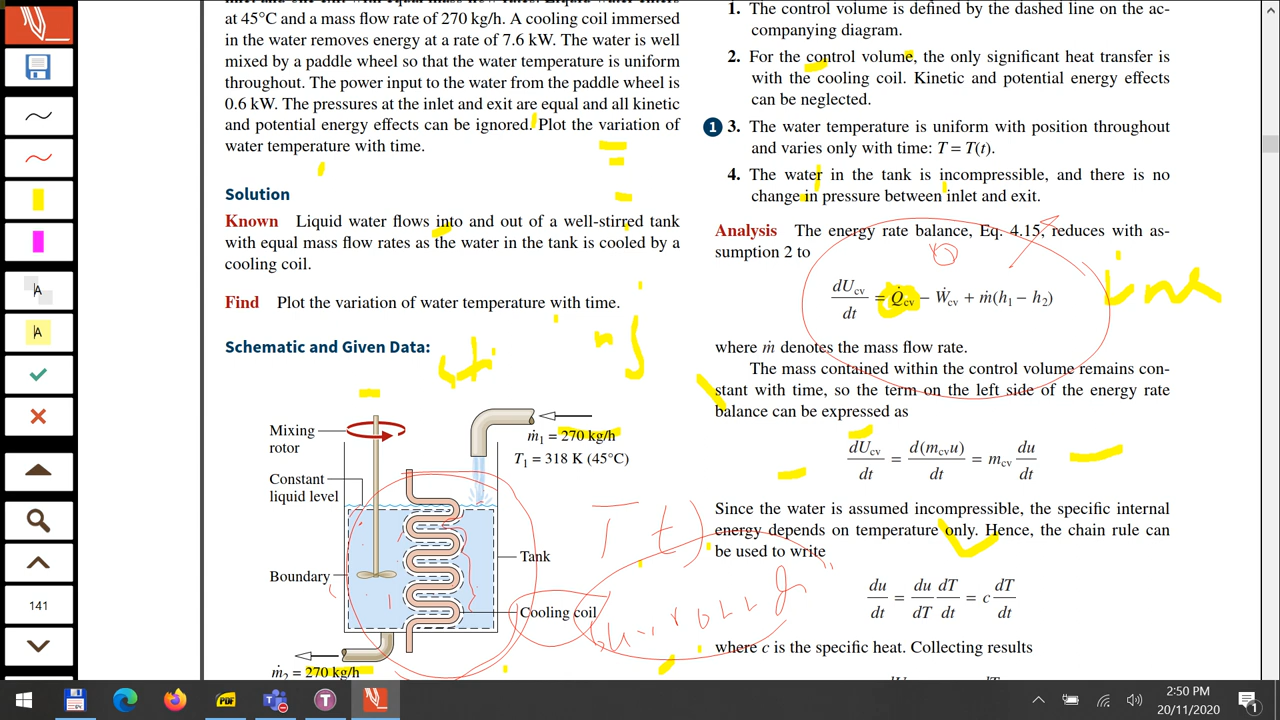 at 45°C and a mass flow rate of 270 kg/h. A cooling coil immersed
in the water removes energy at a rate of 7.6 kW. The water is well
mixed by a paddle wheel so that the water temperature is uniform
throughout. The power input to the water from the paddle wheel is
0.6 kW. The pressures at the inlet and exit are equal and all kinetic
and potential energy effects can be ignored. Plot the variation of
water temperature with time.
Solution
Known Liquid water flows into and out of a well-stirred tank
with equal mass flow rates as the water in the tank is cooled by a
cooling coil.
Find Plot the variation of water temperature with time.
Schematic and Given Data:
Mixing
rotor
ṁ1 = 270 kg/h
T1 = 318 K (45°C)
Constant
liquid level
Tank
Boundary
Cooling coil
ṁ2 = 270 kg/h
1. The control volume is defined by the dashed line on the ac-
companying diagram.
2. For the control volume, the only significant heat transfer is
with the cooling coil. Kinetic and potential energy effects
can be neglected.
1 3. The water temperature is uniform with position throughout
and varies only with time: T = T(t).
4. The water in the tank is incompressible, and there is no
change in pressure between inlet and exit.
Analysis The energy rate balance, Eq. 4.15, reduces with as-
sumption 2 to
dUcv/dt = Q̇cv − Ẇcv + ṁ(h1 − h2)
where ṁ denotes the mass flow rate.
The mass contained within the control volume remains con-
stant with time, so the term on the left side of the energy rate
balance can be expressed as
dUcv/dt = d(mcvu)/dt = mcv du/dt
Since the water is assumed incompressible, the specific internal
energy depends on temperature only. Hence, the chain rule can
be used to write
du/dt = du/dT dT/dt = c dT/dt
where c is the specific heat. Collecting results
A
A
141
PDF
T
T
2:50 PM
20/11/2020
1